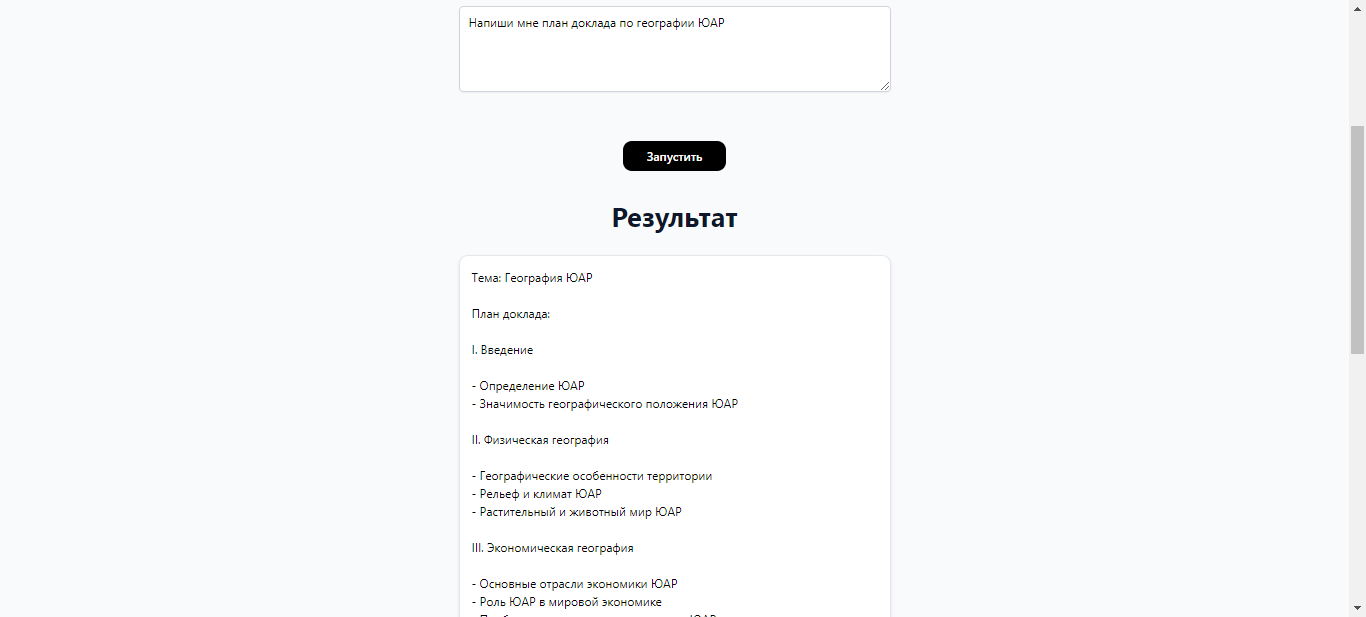 Напиши мне план доклада по географии ЮАР
Запустить
Результат
Тема: География ЮАР
План доклада:
I. Введение
- Определение ЮАР
- Значимость географического положения ЮАР
II. Физическая география
- Географические особенности территории
- Рельеф и климат ЮАР
- Растительный и животный мир ЮАР
III. Экономическая география
- Основные отрасли экономики ЮАР
- Роль ЮАР в мировой экономике